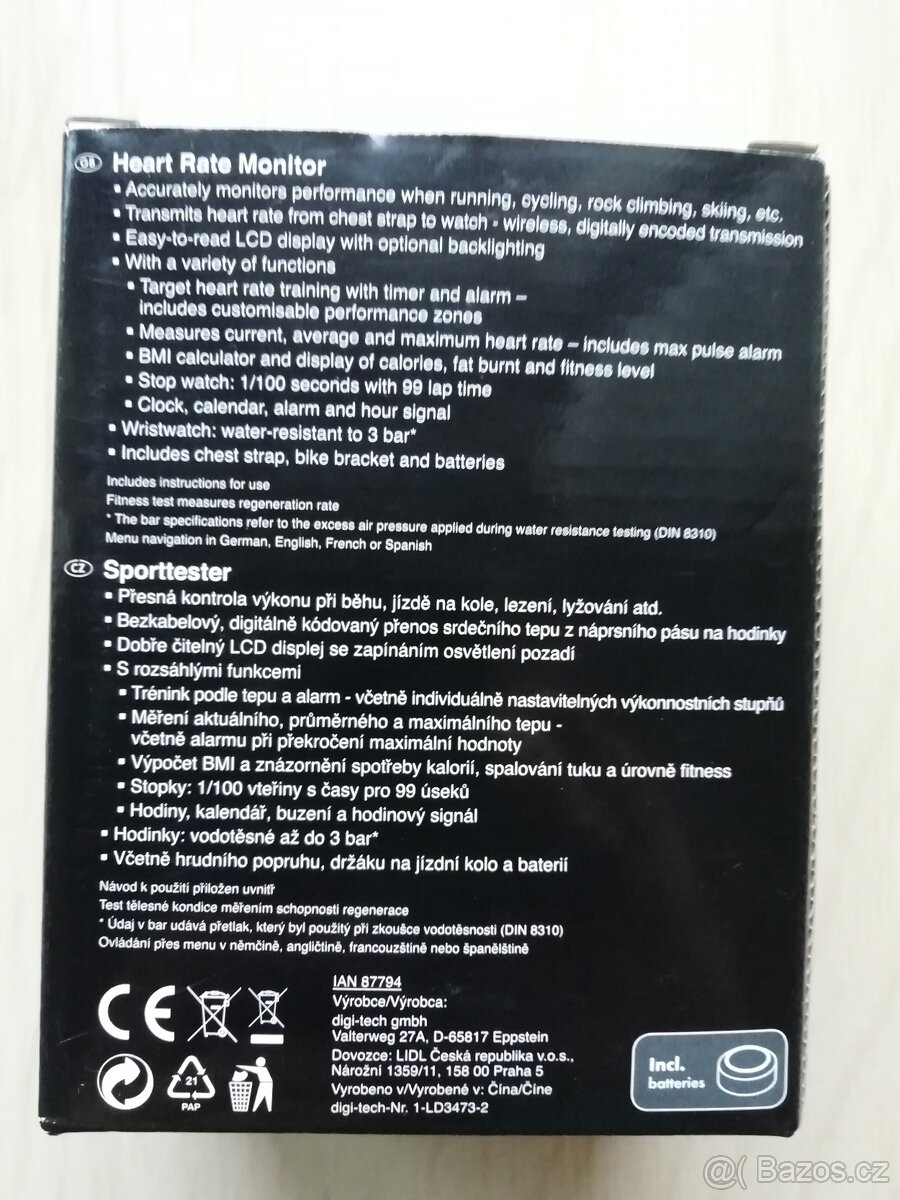 GB Heart Rate Monitor
▪ Accurately monitors performance when running, cycling, rock climbing, skiing, etc.
▪ Transmits heart rate from chest strap to watch - wireless, digitally encoded transmission
▪ Easy-to-read LCD display with optional backlighting
▪ With a variety of functions
▪ Target heart rate training with timer and alarm –
includes customisable performance zones
▪ Measures current, average and maximum heart rate – includes max pulse alarm
▪ BMI calculator and display of calories, fat burnt and fitness level
▪ Stop watch: 1/100 seconds with 99 lap time
▪ Clock, calendar, alarm and hour signal
▪ Wristwatch: water-resistant to 3 bar*
▪ Includes chest strap, bike bracket and batteries
Includes instructions for use
Fitness test measures regeneration rate
* The bar specifications refer to the excess air pressure applied during water resistance testing (DIN 8310)
Menu navigation in German, English, French or Spanish
CZ Sporttester
▪ Přesná kontrola výkonu při běhu, jízdě na kole, lezení, lyžování atd.
▪ Bezkabelový, digitálně kódovaný přenos srdečního tepu z náprsního pásu na hodinky
▪ Dobře čitelný LCD displej se zapínáním osvětlení pozadí
▪ S rozsáhlými funkcemi
▪ Trénink podle tepu a alarm - včetně individuálně nastavitelných výkonnostních stupňů
▪ Měření aktuálního, průměrného a maximálního tepu -
včetně alarmu při překročení maximální hodnoty
▪ Výpočet BMI a znázornění spotřeby kalorií, spalování tuku a úrovně fitness
▪ Stopky: 1/100 vteřiny s časy pro 99 úseků
▪ Hodiny, kalendář, buzení a hodinový signál
▪ Hodinky: vodotěsné až do 3 bar*
▪ Včetně hrudního popruhu, držáku na jízdní kolo a baterií
Návod k použití přiložen uvnitř
Test tělesné kondice měřením schopnosti regenerace
* Údaj v bar udává přetlak, který byl použitý při zkoušce vodotěsnosti (DIN 8310)
Ovládání přes menu v němčině, angličtině, francouzštině nebo španělštině
CE
21
PAP
IAN 87794
Výrobce/Výrobca:
digi-tech gmbh
Valterweg 27A, D-65817 Eppstein
Dovozce: LIDL Česká republika v.o.s.,
Nárožní 1359/11, 158 00 Praha 5
Vyrobeno v/Vyrobené v: Čína/Číne
digi-tech-Nr. 1-LD3473-2
Incl.
batteries
@( Bazos.cz